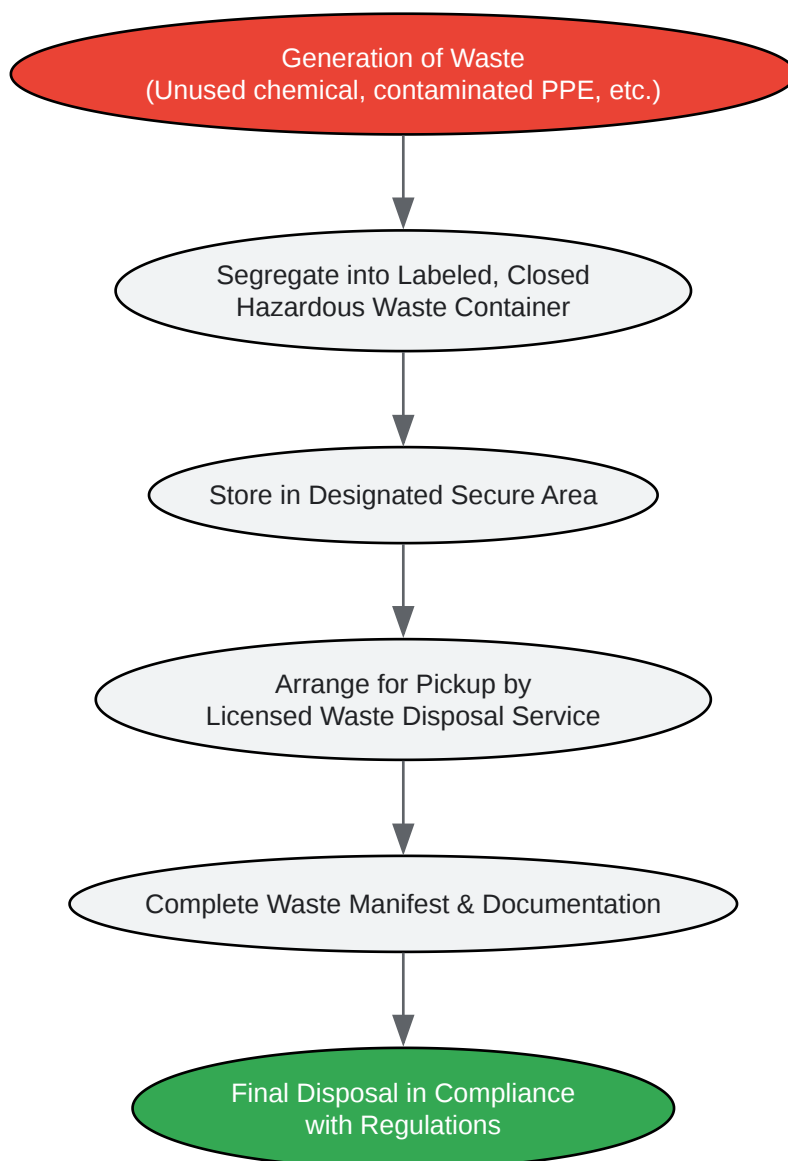 Generation of Waste
(Unused chemical, contaminated PPE, etc.)
Segregate into Labeled, Closed
Hazardous Waste Container
Store in Designated Secure Area
Arrange for Pickup by
Licensed Waste Disposal Service
Complete Waste Manifest & Documentation
Final Disposal in Compliance
with Regulations